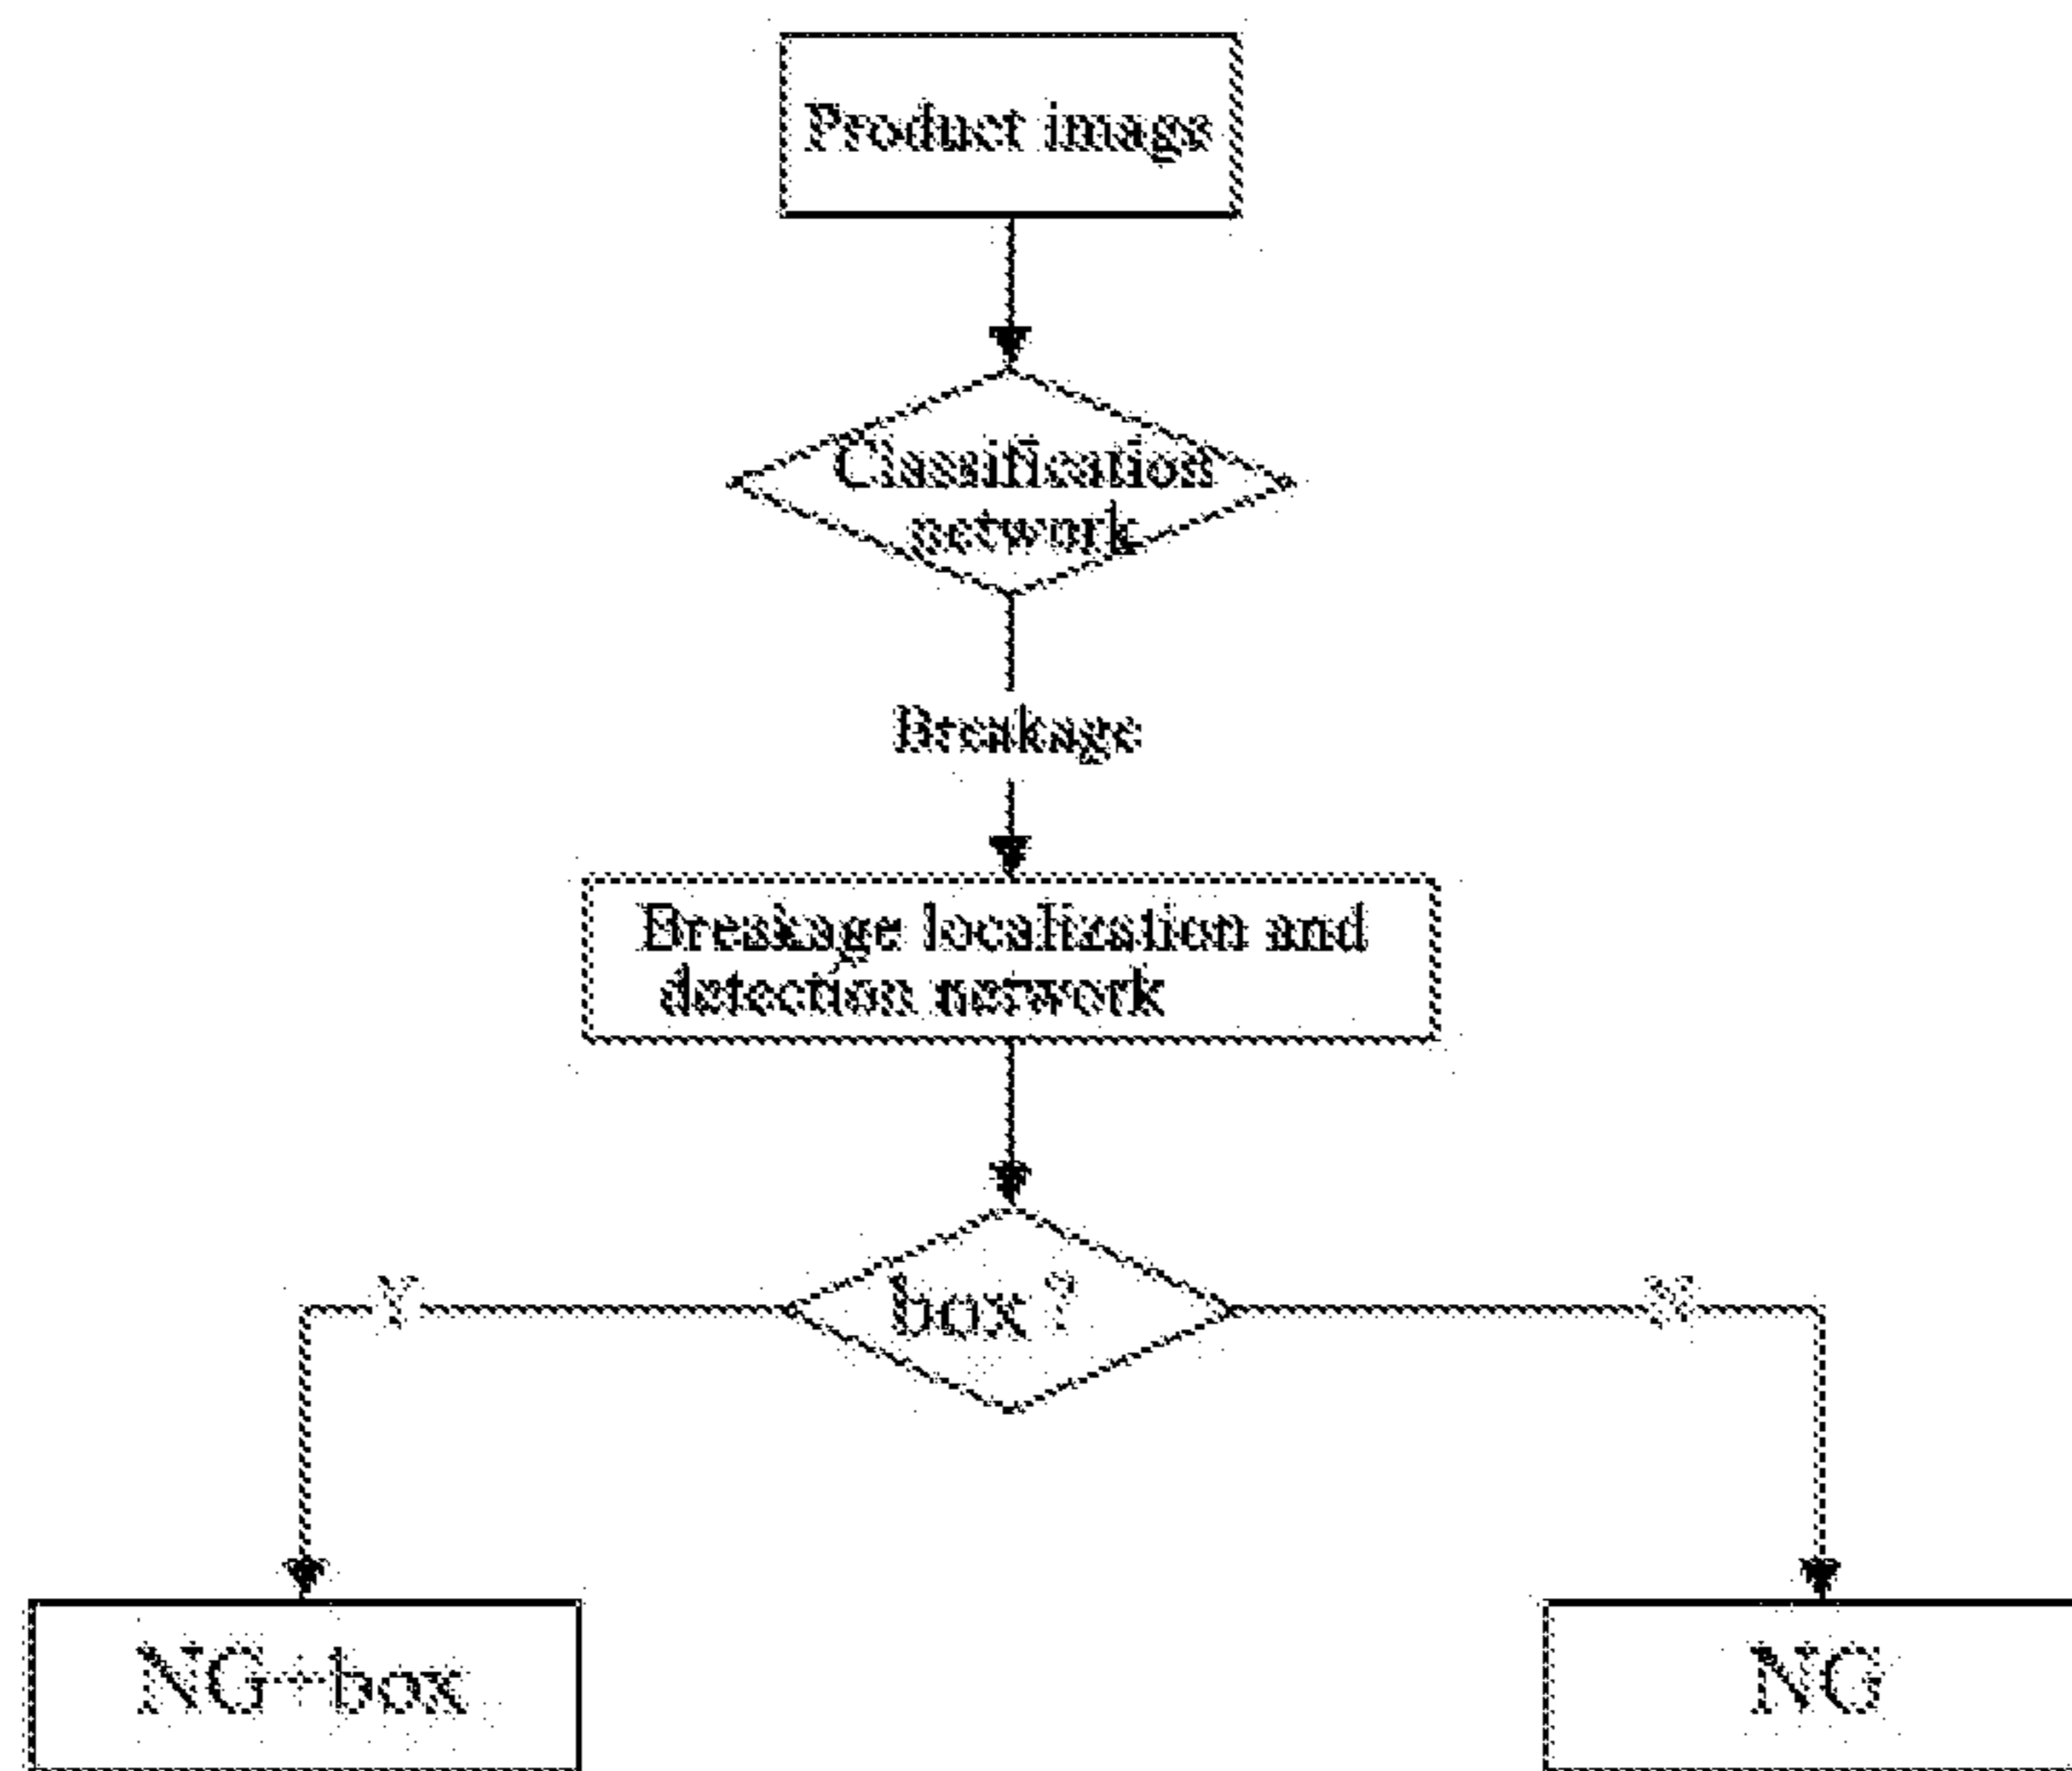 Product image
Classification
network
Breakage
Breakage localization and
detection network
box?
Y
N
NG+box
NG